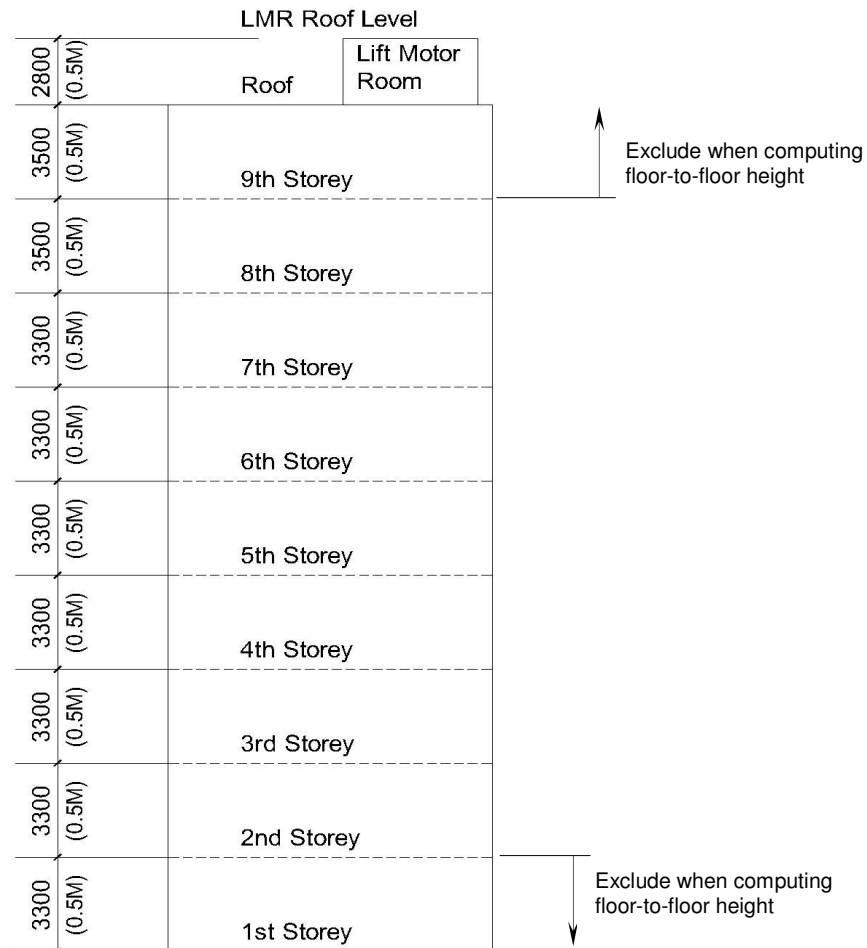 LMR Roof Level
2800
(0.5M)
Roof
Lift Motor
Room
3500
(0.5M)
9th Storey
Exclude when computing
floor-to-floor height
3500
(0.5M)
8th Storey
3300
(0.5M)
7th Storey
3300
(0.5M)
6th Storey
3300
(0.5M)
5th Storey
3300
(0.5M)
4th Storey
3300
(0.5M)
3rd Storey
3300
(0.5M)
2nd Storey
3300
(0.5M)
1st Storey
Exclude when computing
floor-to-floor height